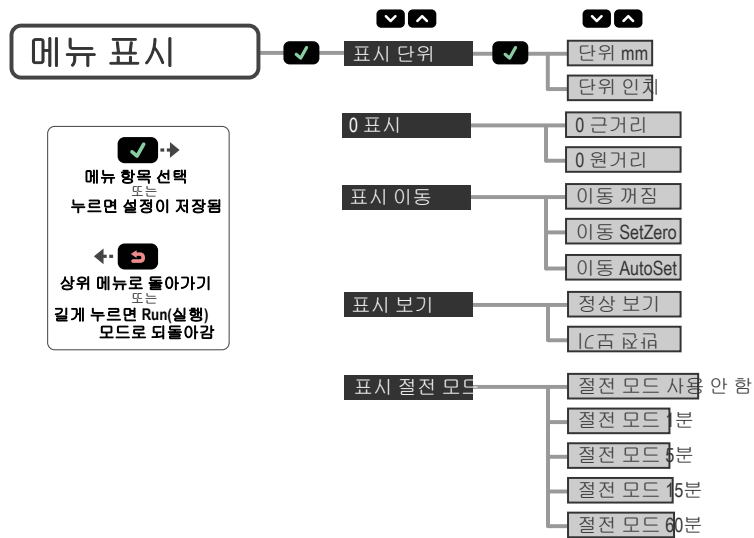 메뉴 표시
표시 단위
단위 mm
단위 인치
0 표시
0 근거리
0 원거리
표시 이동
이동 꺼짐
이동 SetZero
이동 AutoSet
표시 보기
정상 보기
반전 보기
표시 절전 모드
절전 모드 사용 안 함
절전 모드 1분
절전 모드 5분
절전 모드 15분
절전 모드 60분
메뉴 항목 선택
또는
누르면 설정이 저장됨
상위 메뉴로 돌아가기
또는
길게 누르면 Run(실행)
모드로 되돌아감